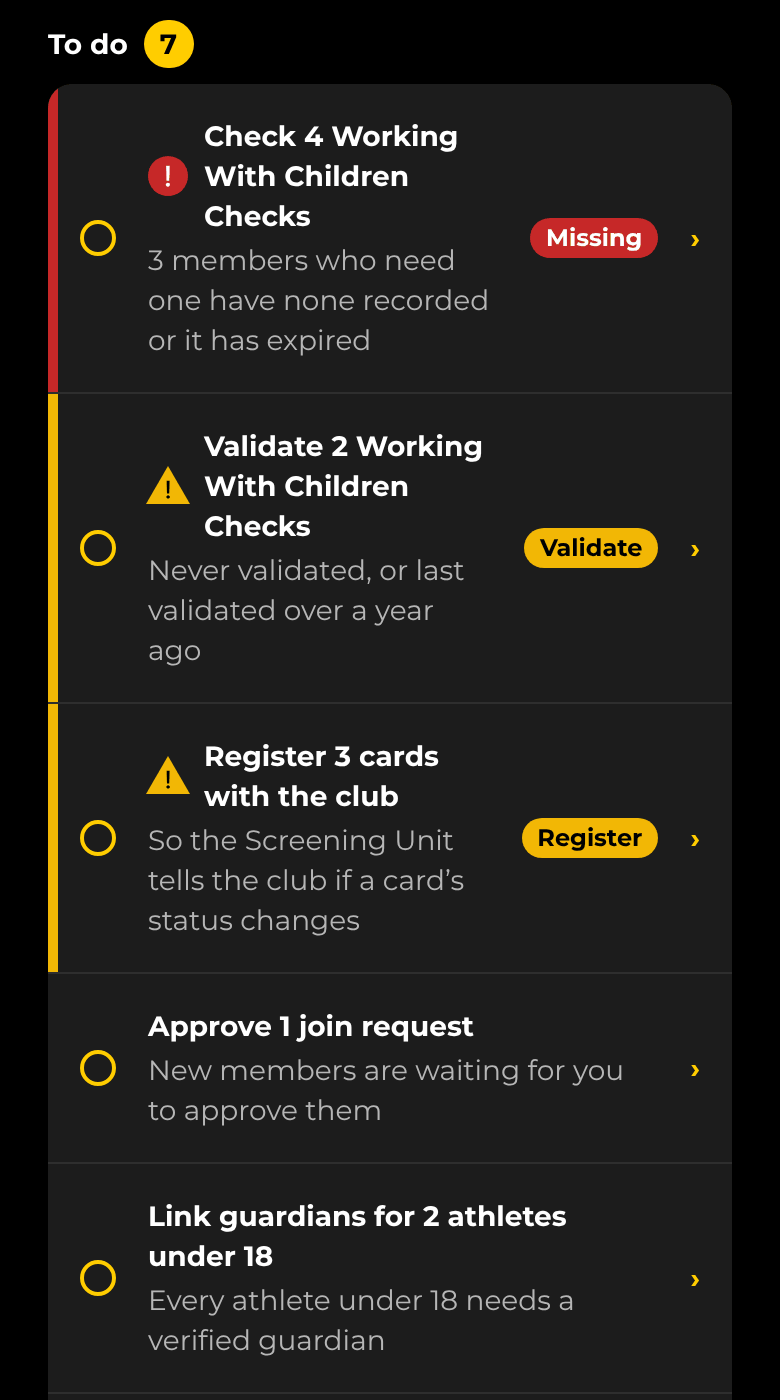 To do 7
Check 4 Working
With Children
Checks
3 members who need
one have none recorded
or it has expired
Missing ›
Validate 2 Working
With Children
Checks
Never validated, or last
validated over a year
ago
Validate ›
Register 3 cards
with the club
So the Screening Unit
tells the club if a card’s
status changes
Register ›
Approve 1 join request
New members are waiting for you
to approve them
›
Link guardians for 2 athletes
under 18
Every athlete under 18 needs a
verified guardian
›